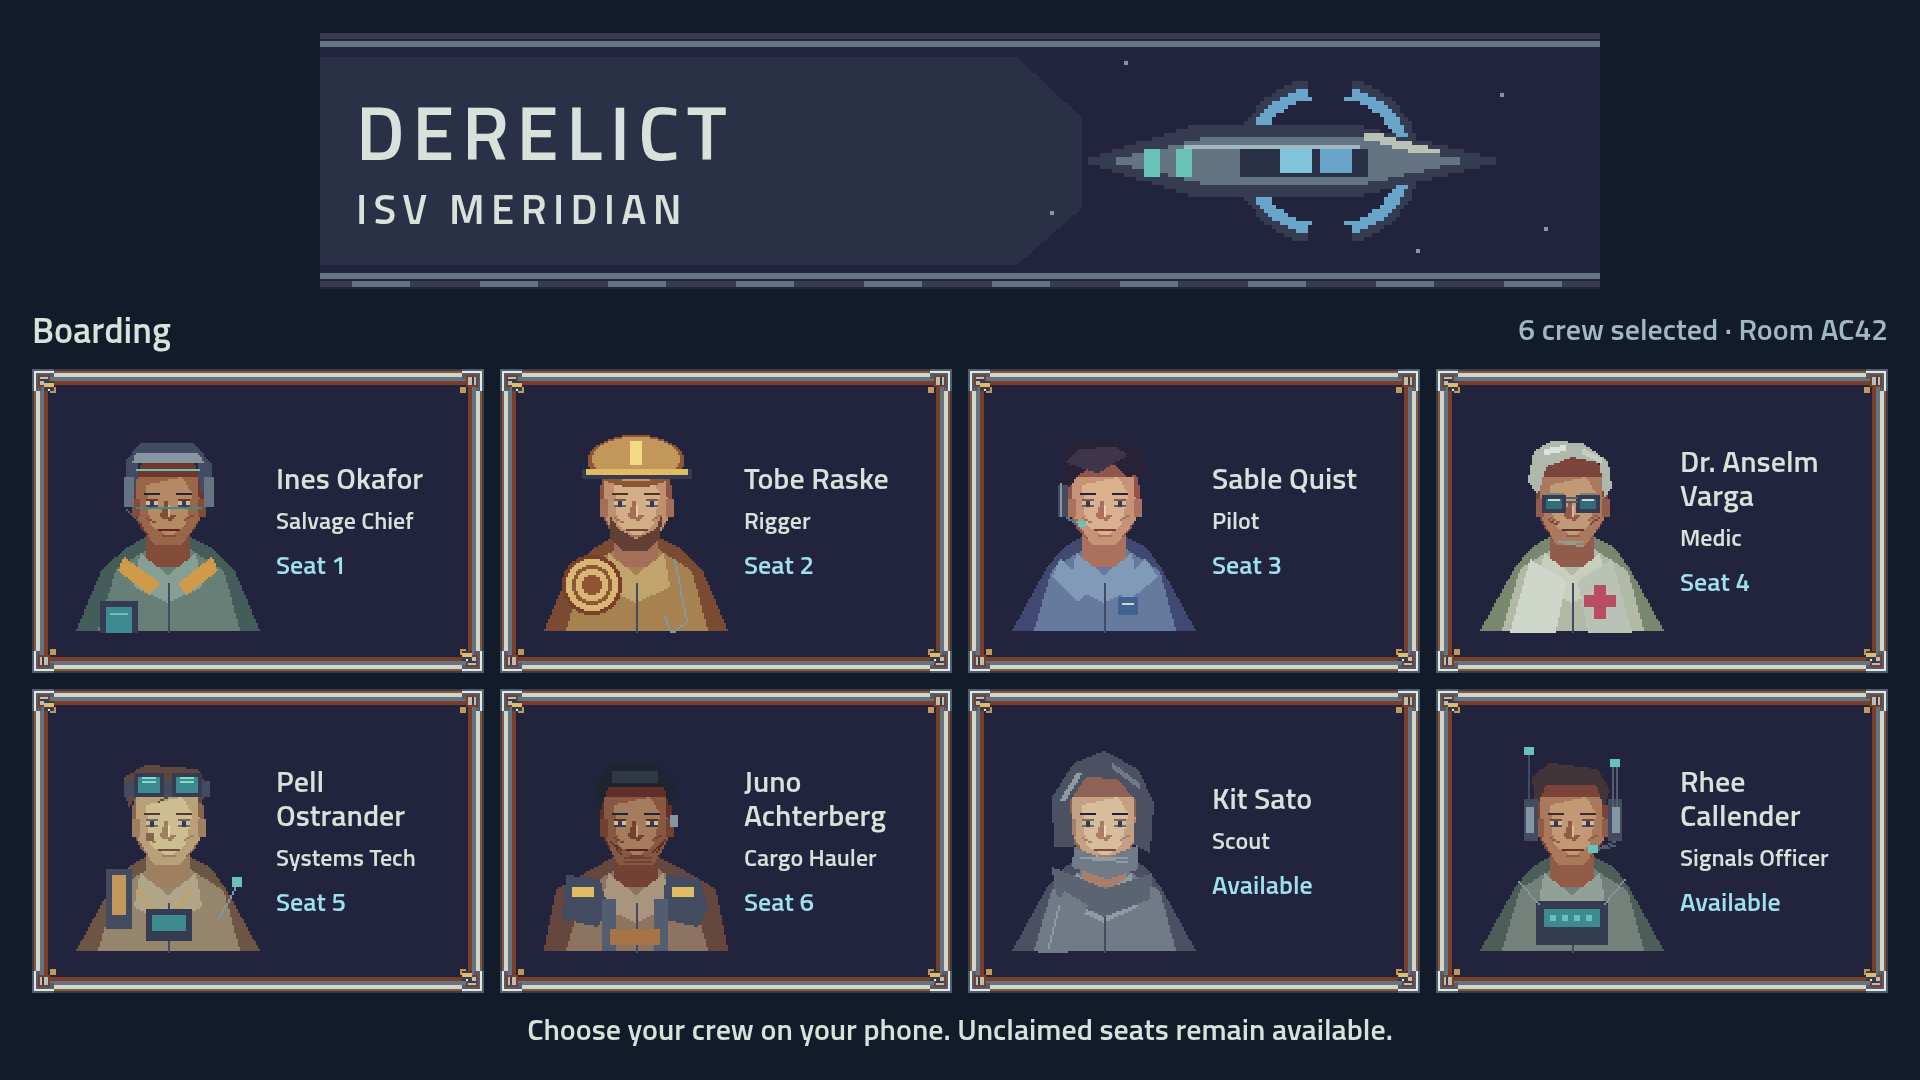 DERELICT
ISV MERIDIAN
Boarding
6 crew selected · Room AC42
Ines Okafor
Salvage Chief
Seat 1
Tobe Raske
Rigger
Seat 2
Sable Quist
Pilot
Seat 3
Dr. Anselm
Varga
Medic
Seat 4
Pell
Ostrander
Systems Tech
Seat 5
Juno
Achterberg
Cargo Hauler
Seat 6
Kit Sato
Scout
Available
Rhee
Callender
Signals Officer
Available
Choose your crew on your phone. Unclaimed seats remain available.